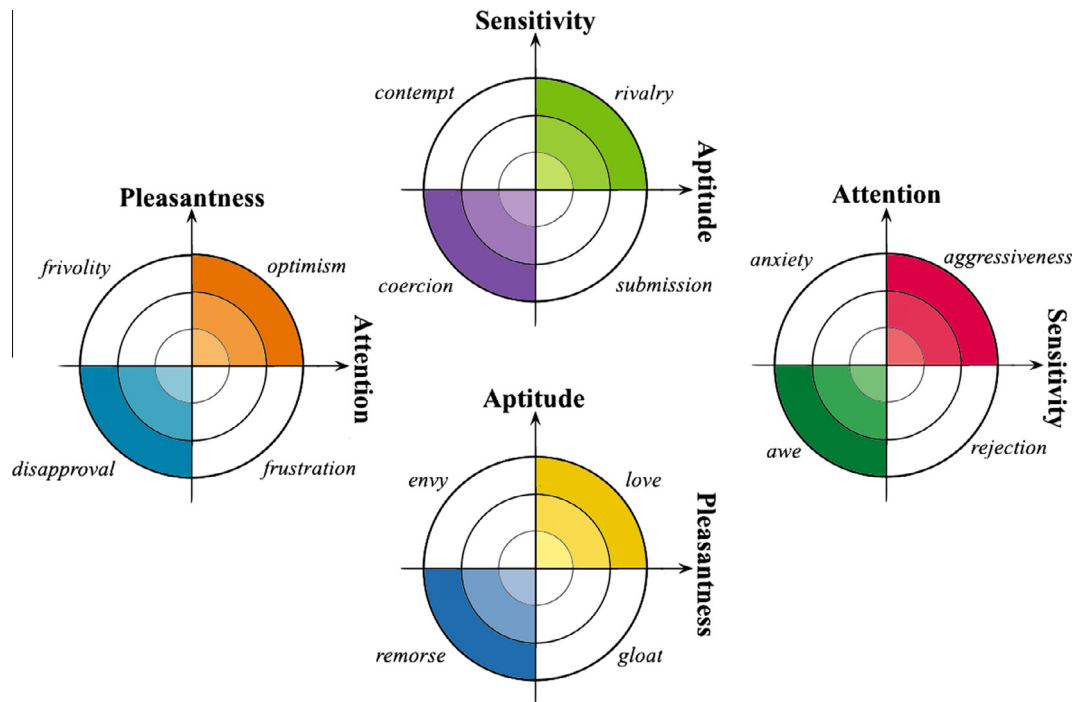 Sensitivity
contempt
rivalry
Aptitude
coercion
submission
Pleasantness
frivolity
optimism
Attention
disapproval
frustration
Attention
anxiety
aggressiveness
Sensitivity
awe
rejection
Aptitude
envy
love
Pleasantness
remorse
gloat